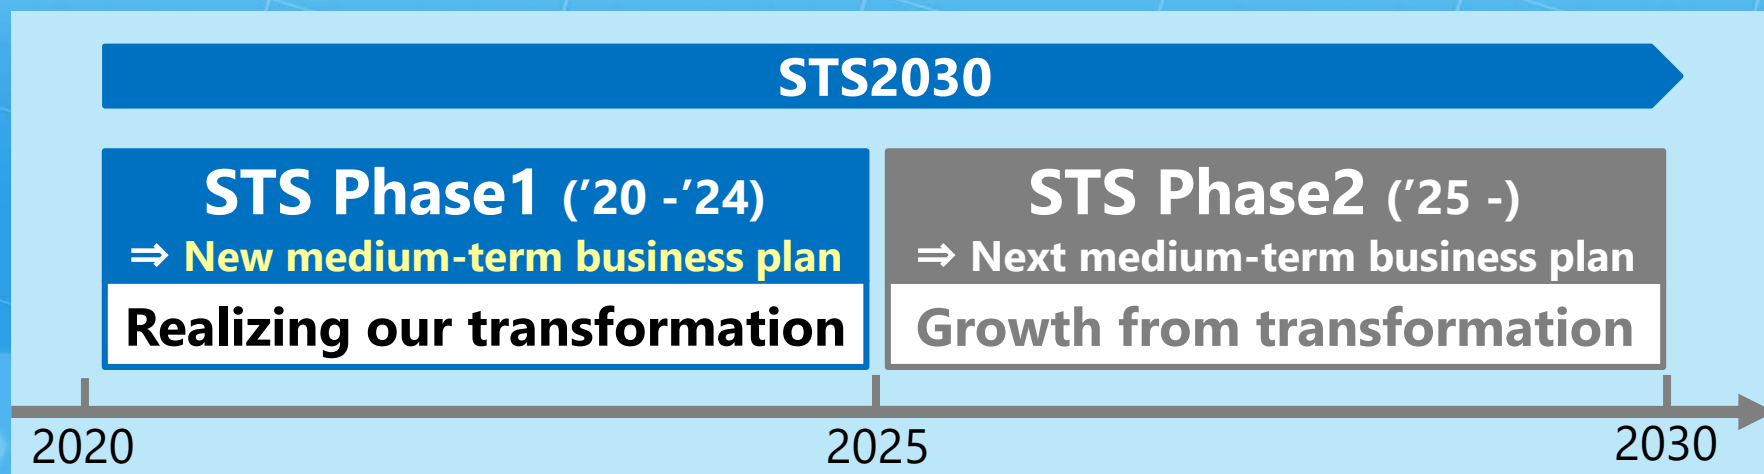 STS2030
STS Phase1 (’20 -’24)
⇒ New medium-term business plan
Realizing our transformation
STS Phase2 (’25 -)
⇒ Next medium-term business plan
Growth from transformation
2020
2025
2030